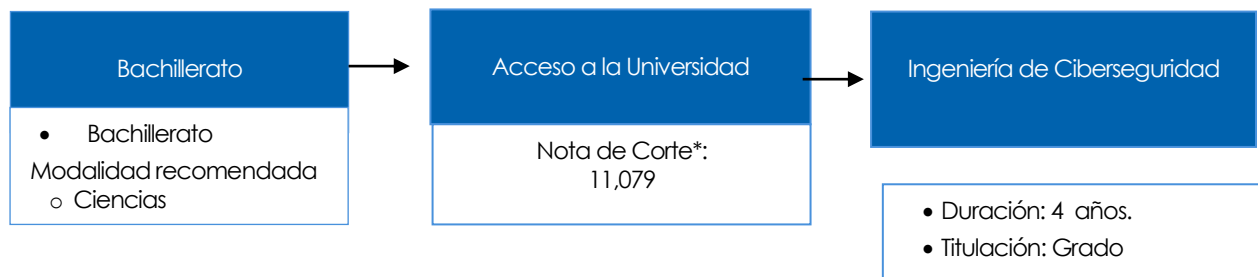 Bachillerato
• Bachillerato
Modalidad recomendada
o Ciencias
Acceso a la Universidad
Nota de Corte*:
11,079
Ingeniería de Ciberseguridad
• Duración: 4 años.
• Titulación: Grado